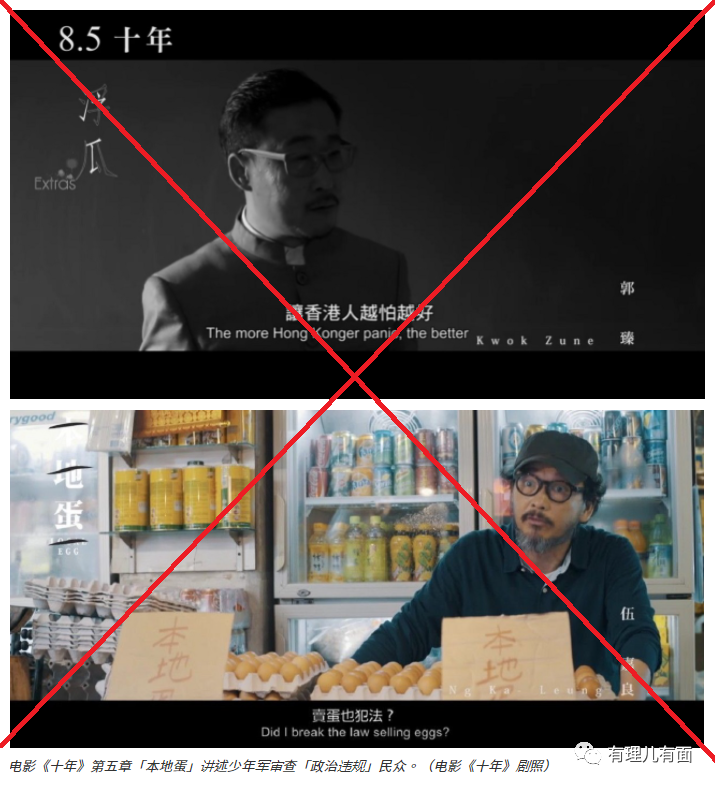 8.5 十年
浮
瓜
Extras
讓香港人越怕越好
The more Hong Konger panic, the better
Kwok Zune
郭
臻
地
蛋
EGG
本
地
本
地
伍
嘉
良
Ng Ka Leung
賣蛋也犯法？
Did I break the law selling eggs?
有理儿有面
电影《十年》第五章「本地蛋」讲述少年军审查「政治违规」民众。（电影《十年》剧照）